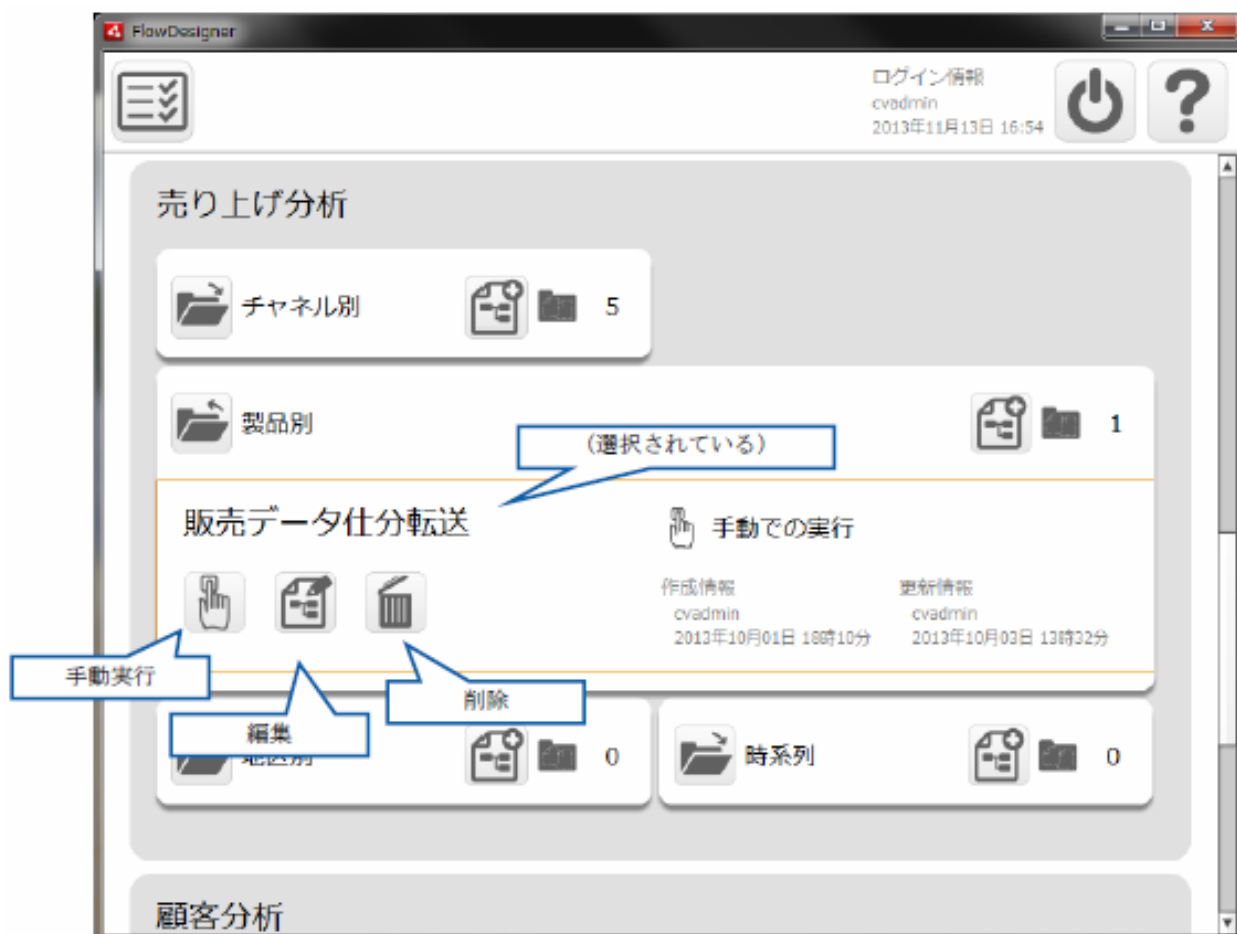 FlowDesigner
ログイン情報
cvadmin
2013年11月13日 16:54
売り上げ分析
チャネル別
5
製品別
1
(選択されている)
販売データ仕分転送
手動での実行
作成情報
更新情報
cvadmin
cvadmin
2013年10月01日 18時10分
2013年10月03日 13時32分
手動実行
削除
編集
0
時系列
0
顧客分析